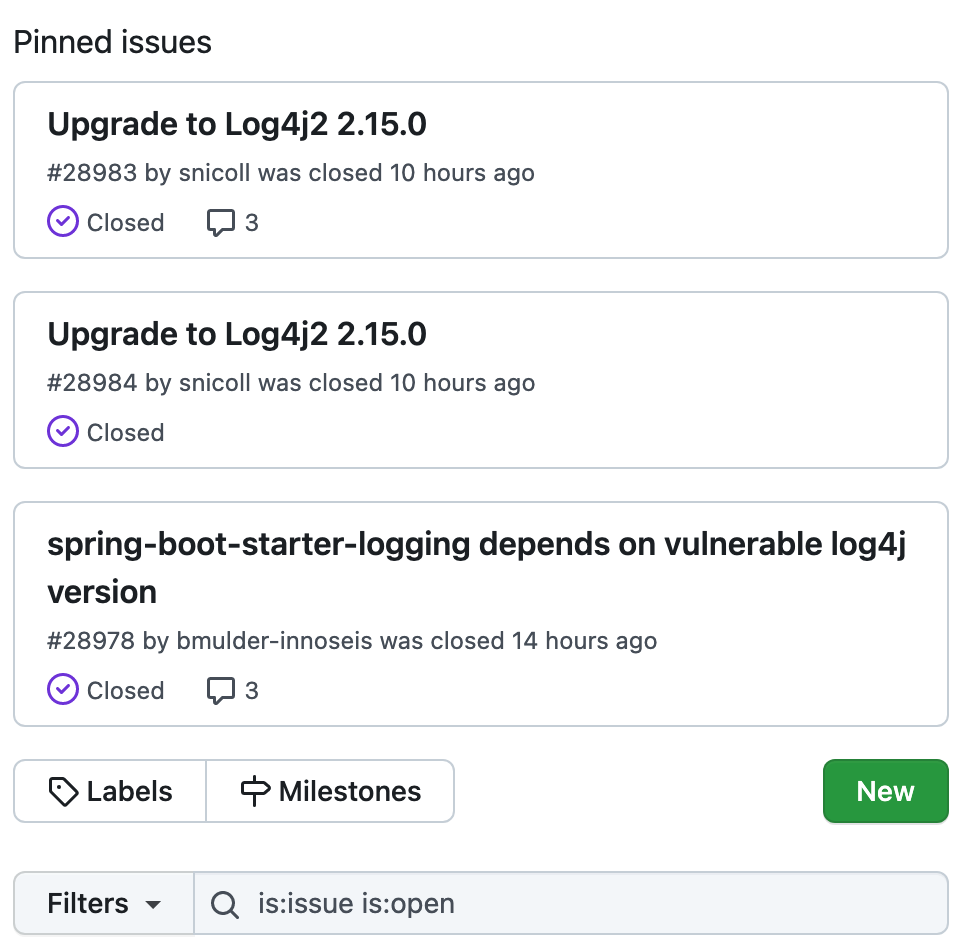 Pinned issues
Upgrade to Log4j2 2.15.0
#28983 by snicoll was closed 10 hours ago
Closed 3
Upgrade to Log4j2 2.15.0
#28984 by snicoll was closed 10 hours ago
Closed
spring-boot-starter-logging depends on vulnerable log4j
version
#28978 by bmulder-innoseis was closed 14 hours ago
Closed 3
Labels Milestones New
Filters is:issue is:open